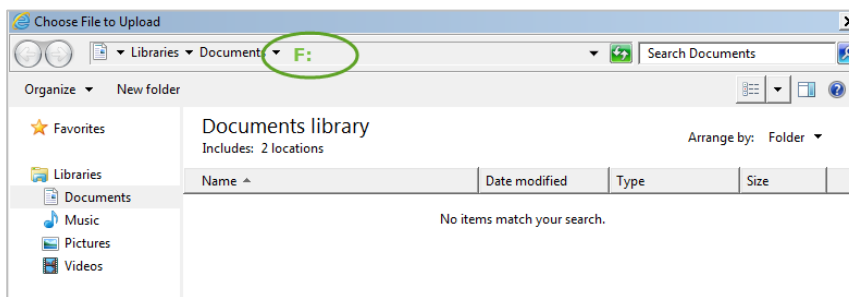 Choose File to Upload
Libraries Documents F: Search Documents
Organize New folder
Favorites
Documents library
Includes: 2 locations
Arrange by: Folder
Libraries
Name Date modified Type Size
Documents
No items match your search.
Music
Pictures
Videos